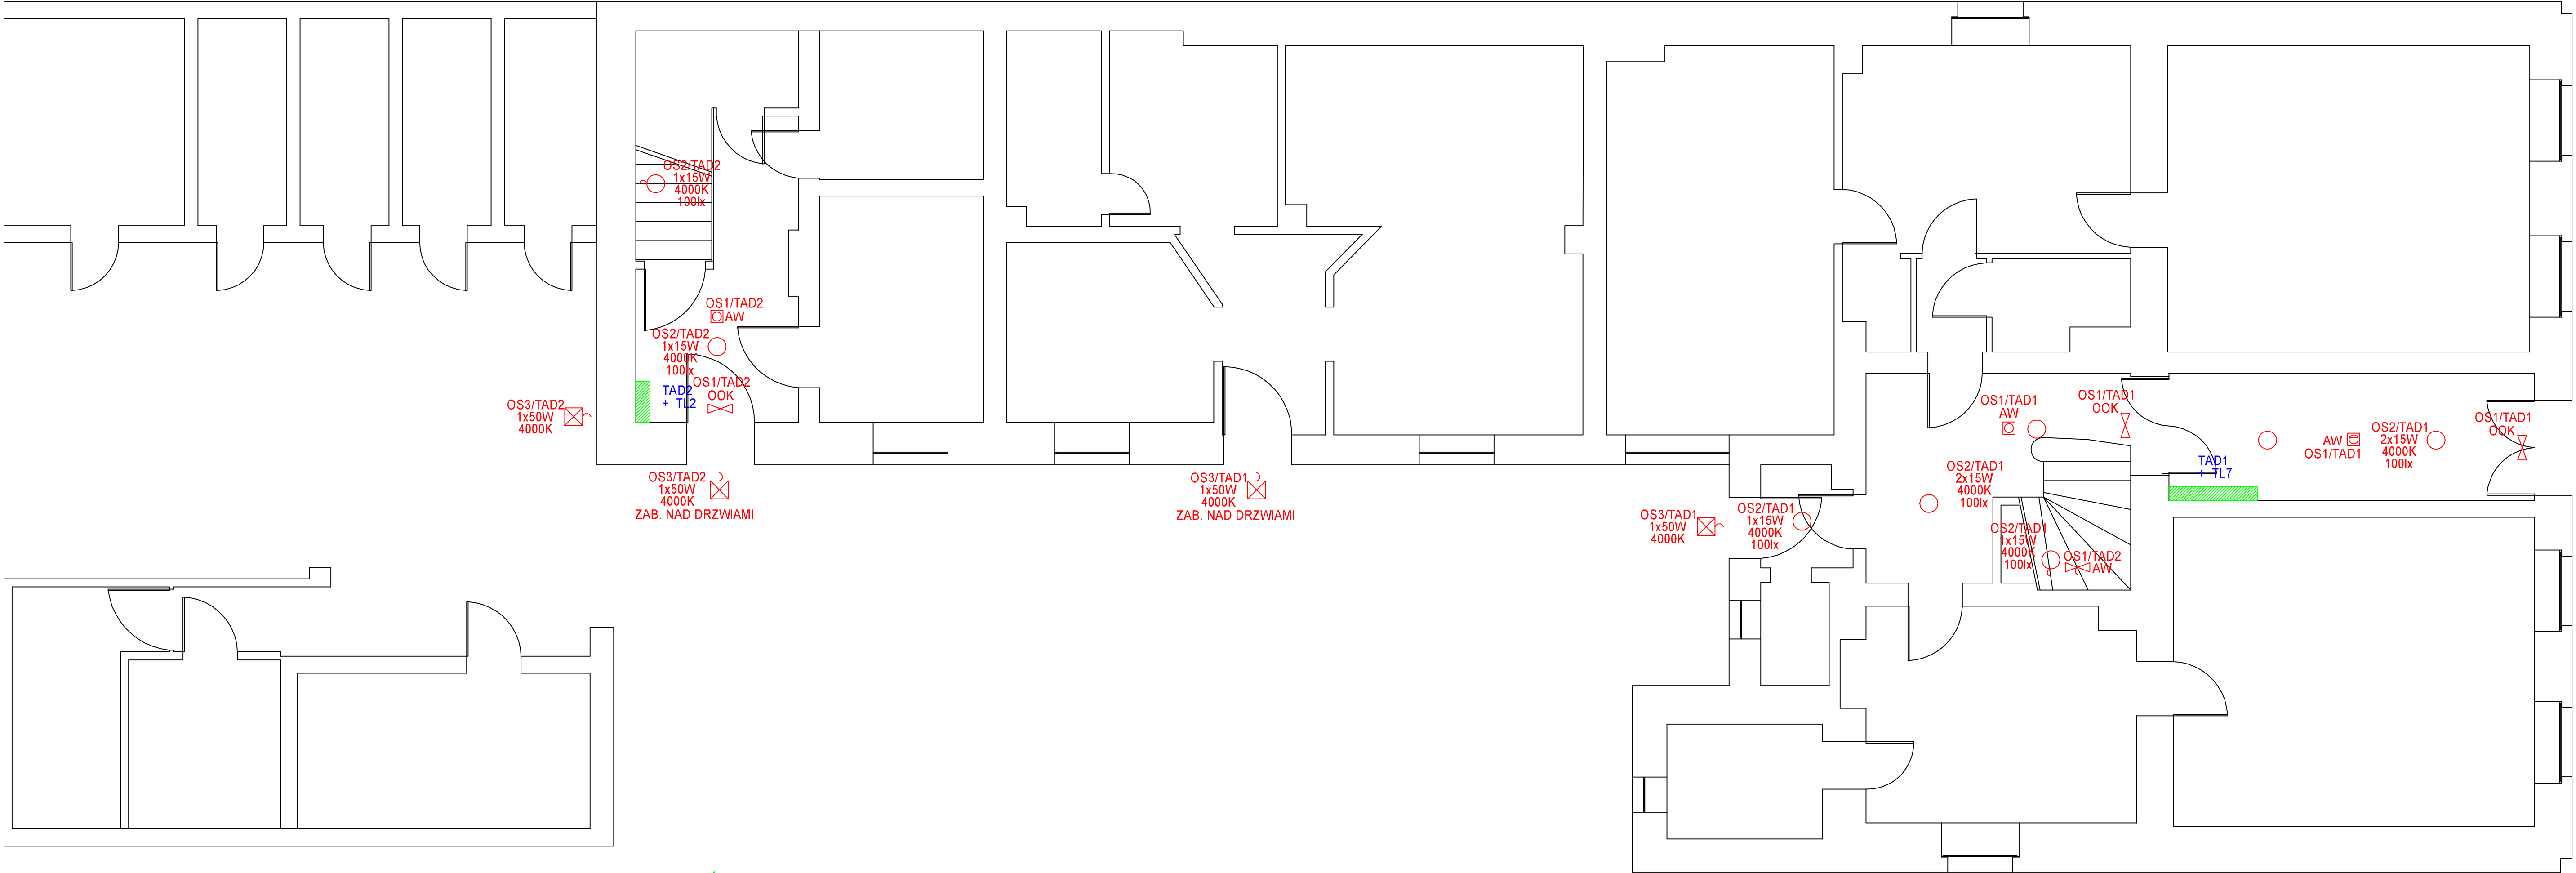 OS2/TAD2
1x15W
4000K
100lx
OS1/TAD2
AW
OS2/TAD2
1x15W
4000K
100lx
TAD2
+ TL2
OS1/TAD2
OOK
OS3/TAD2
1x50W
4000K
OS3/TAD2
1x50W
4000K
ZAB. NAD DRZWIAMI
OS3/TAD1
1x50W
4000K
ZAB. NAD DRZWIAMI
OS3/TAD1
1x50W
4000K
OS2/TAD1
1x15W
4000K
100lx
OS1/TAD1
AW
OS2/TAD1
2x15W
4000K
100lx
OS2/TAD1
1x15W
4000K
100lx
OS1/TAD2
AW
OS1/TAD1
OOK
TAD1
+ TL7
AW
OS1/TAD1
OS2/TAD1
2x15W
4000K
100lx
OS1/TAD1
OOK